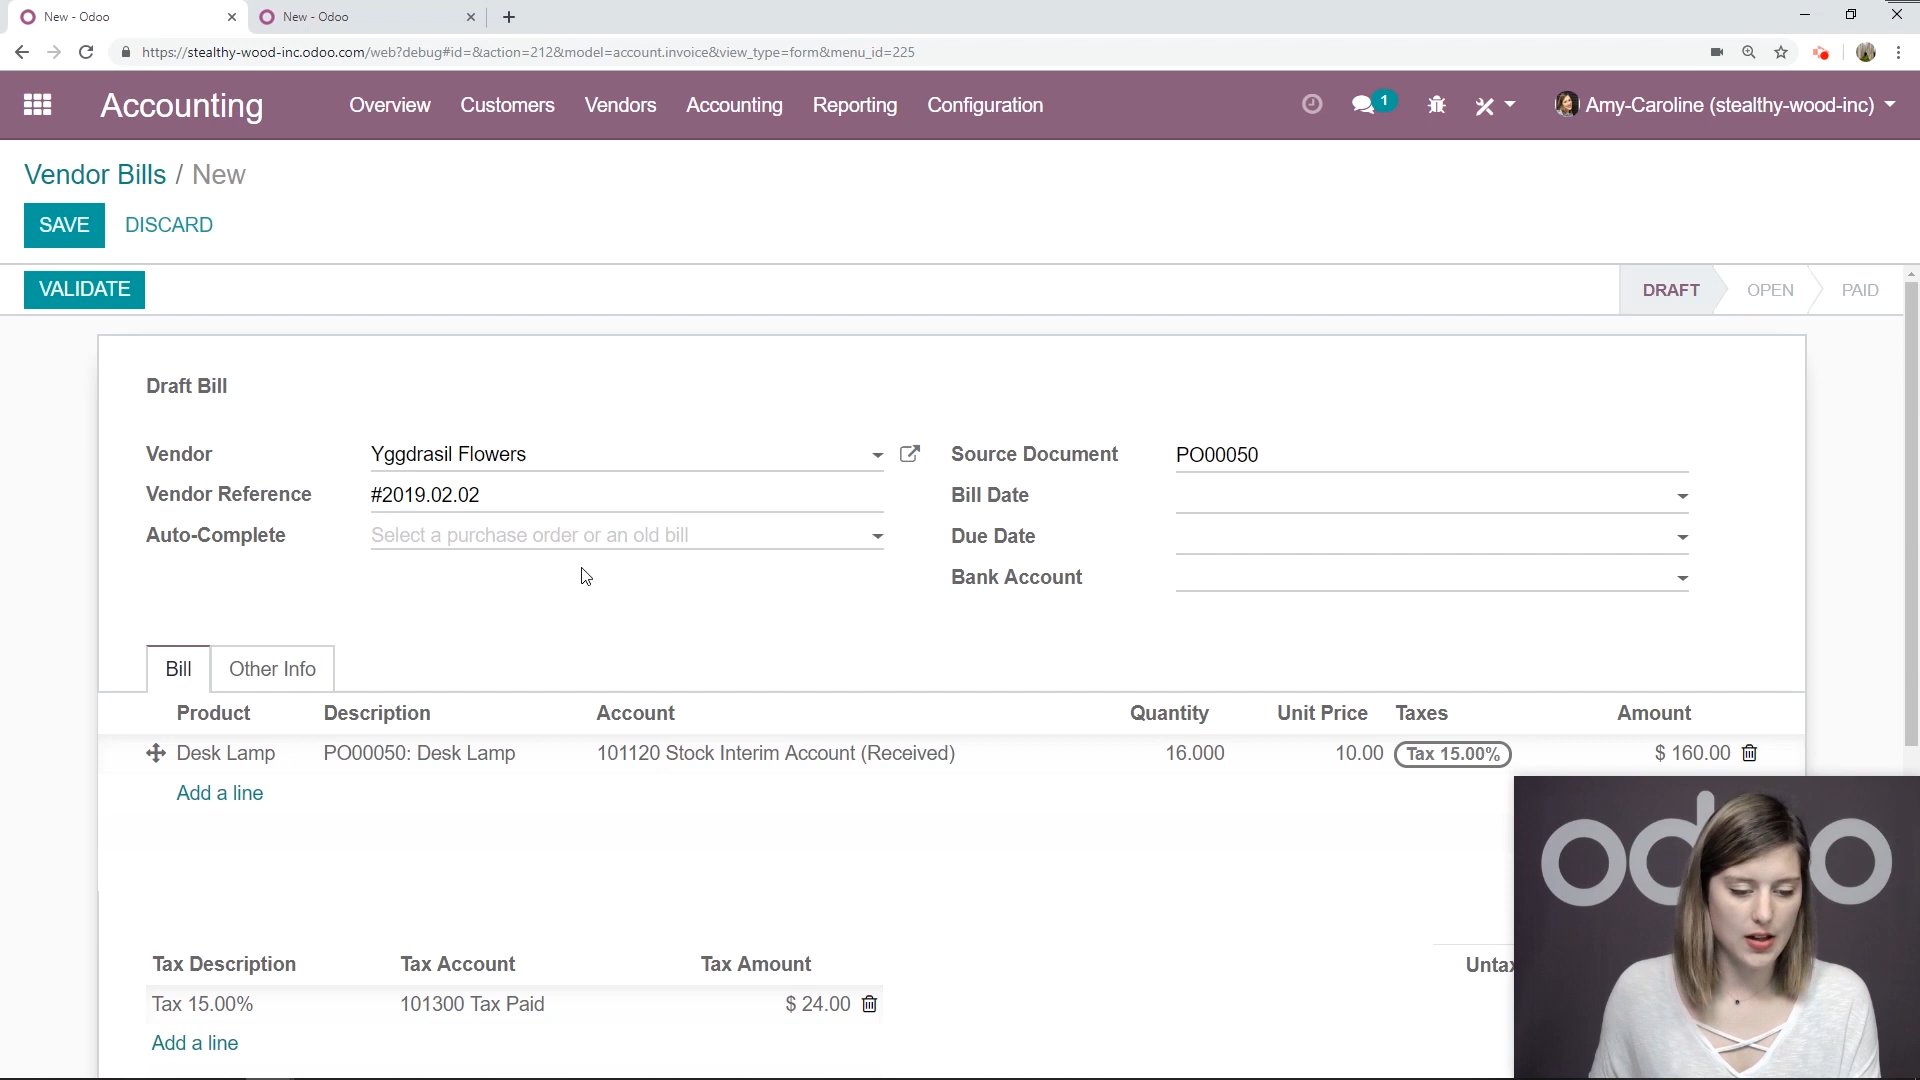 New - Odoo
New - Odoo
https://stealthy-wood-inc.odoo.com/web?debug#id=&action=212&model=account.invoice&view_type=form&menu_id=225
Accounting
Overview
Customers
Vendors
Accounting
Reporting
Configuration
1
Amy-Caroline (stealthy-wood-inc)
Vendor Bills / New
SAVE
DISCARD
VALIDATE
DRAFT
OPEN
PAID
Draft Bill
Vendor
Yggdrasil Flowers
Source Document
PO00050
Vendor Reference
#2019.02.02
Bill Date
Auto-Complete
Select a purchase order or an old bill
Due Date
Bank Account
Bill
Other Info
Product
Description
Account
Quantity
Unit Price
Taxes
Amount
Desk Lamp
PO00050: Desk Lamp
101120 Stock Interim Account (Received)
16.000
10.00
Tax 15.00%
$ 160.00
Add a line
odoo
Tax Description
Tax Account
Tax Amount
Untax
Tax 15.00%
101300 Tax Paid
$ 24.00
Add a line